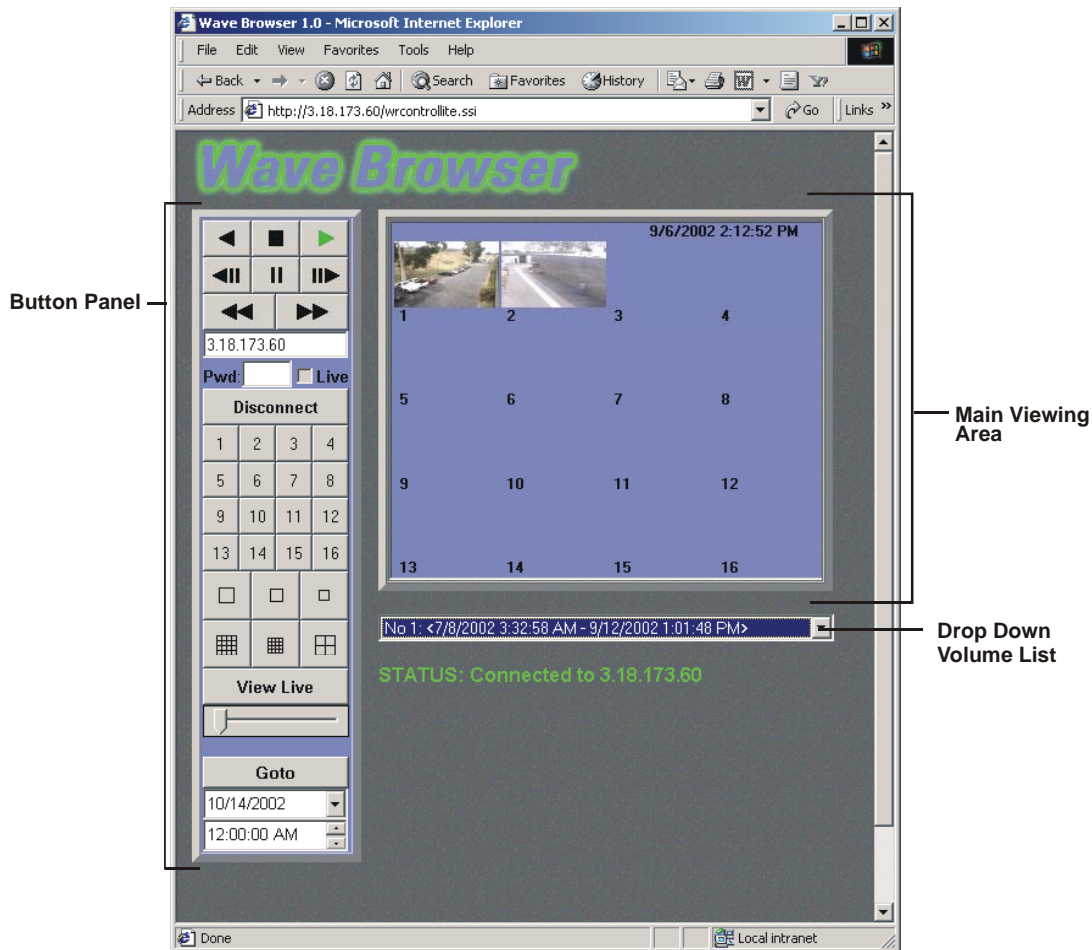 Wave Browser 1.0 - Microsoft Internet Explorer
File Edit View Favorites Tools Help
Back Search Favorites History
Address http://3.18.173.60/wrcontrollite.ssi Go Links »
Wave Browser
Button Panel
3.18.173.60
Pwd: Live
Disconnect
1 2 3 4
5 6 7 8
9 10 11 12
13 14 15 16
View Live
Goto
10/14/2002
12:00:00 AM
9/6/2002 2:12:52 PM
1 2 3 4
5 6 7 8
9 10 11 12
13 14 15 16
No 1: <7/8/2002 3:32:58 AM - 9/12/2002 1:01:48 PM>
STATUS: Connected to 3.18.173.60
Main Viewing
Area
Drop Down
Volume List
Done Local intranet